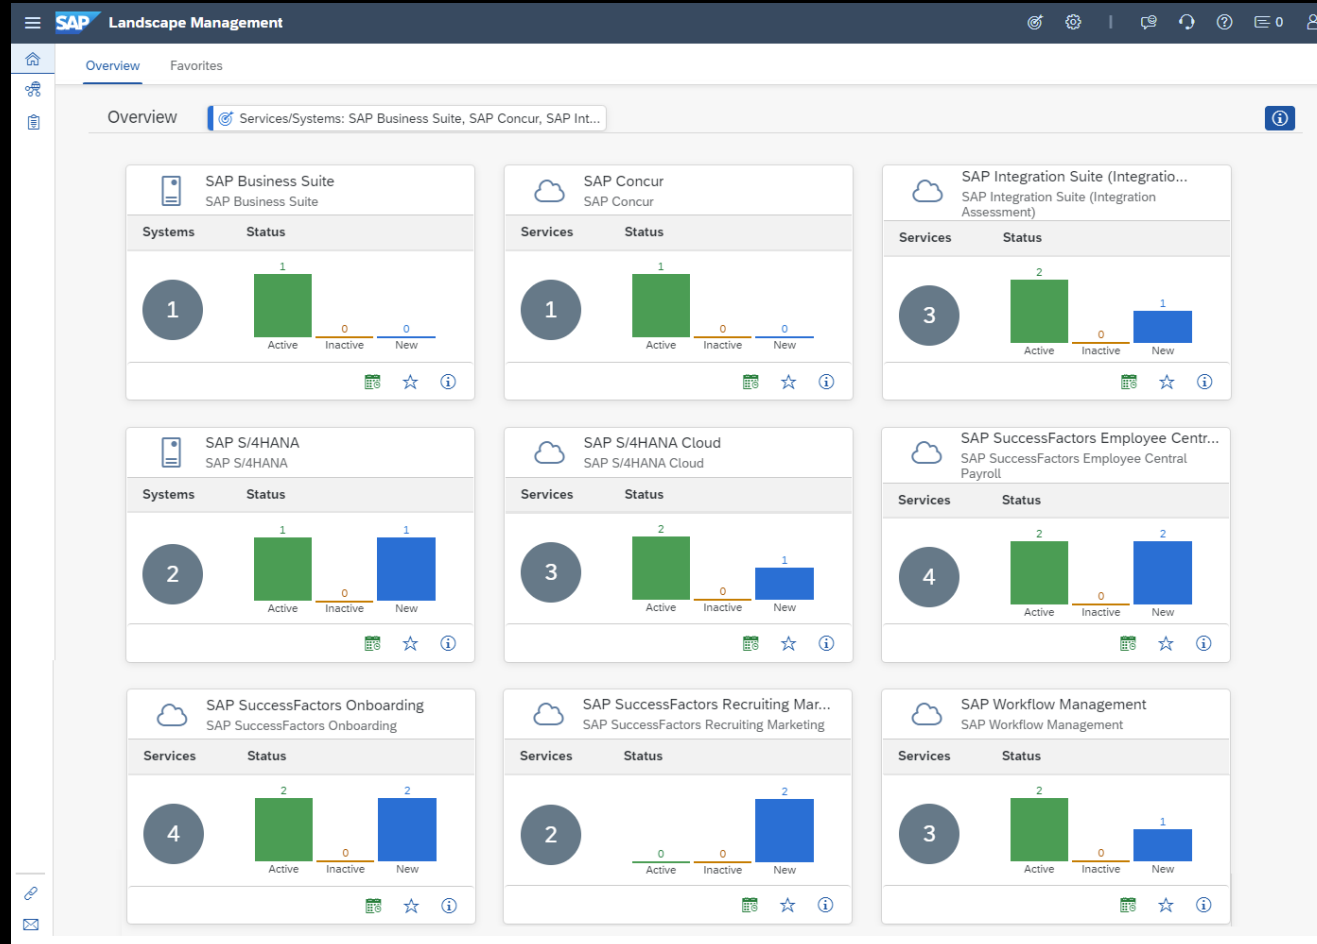 SAP Landscape Management
0
Overview Favorites
Overview Services/Systems: SAP Business Suite, SAP Concur, SAP Int...
SAP Business Suite
SAP Business Suite
Systems Status
1
1
0
0
Active Inactive New
SAP Concur
SAP Concur
Services Status
1
1
0
0
Active Inactive New
SAP Integration Suite (Integratio...
SAP Integration Suite (Integration
Assessment)
Services Status
3
2
0
1
Active Inactive New
SAP S/4HANA
SAP S/4HANA
Systems Status
2
1
0
1
Active Inactive New
SAP S/4HANA Cloud
SAP S/4HANA Cloud
Services Status
3
2
0
1
Active Inactive New
SAP SuccessFactors Employee Centr...
SAP SuccessFactors Employee Central
Payroll
Services Status
4
2
0
2
Active Inactive New
SAP SuccessFactors Onboarding
SAP SuccessFactors Onboarding
Services Status
4
2
0
2
Active Inactive New
SAP SuccessFactors Recruiting Mar...
SAP SuccessFactors Recruiting Marketing
Services Status
2
0
0
2
Active Inactive New
SAP Workflow Management
SAP Workflow Management
Services Status
3
2
0
1
Active Inactive New